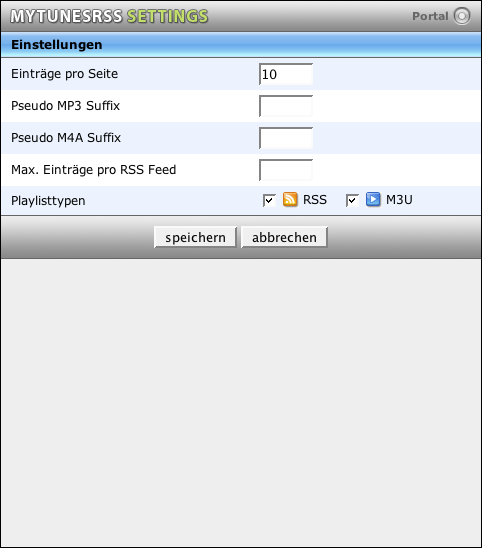 MYTUNESRSS SETTINGS Portal
Einstellungen
Einträge pro Seite 10
Pseudo MP3 Suffix
Pseudo M4A Suffix
Max. Einträge pro RSS Feed
Playlisttypen RSS M3U
speichern abbrechen